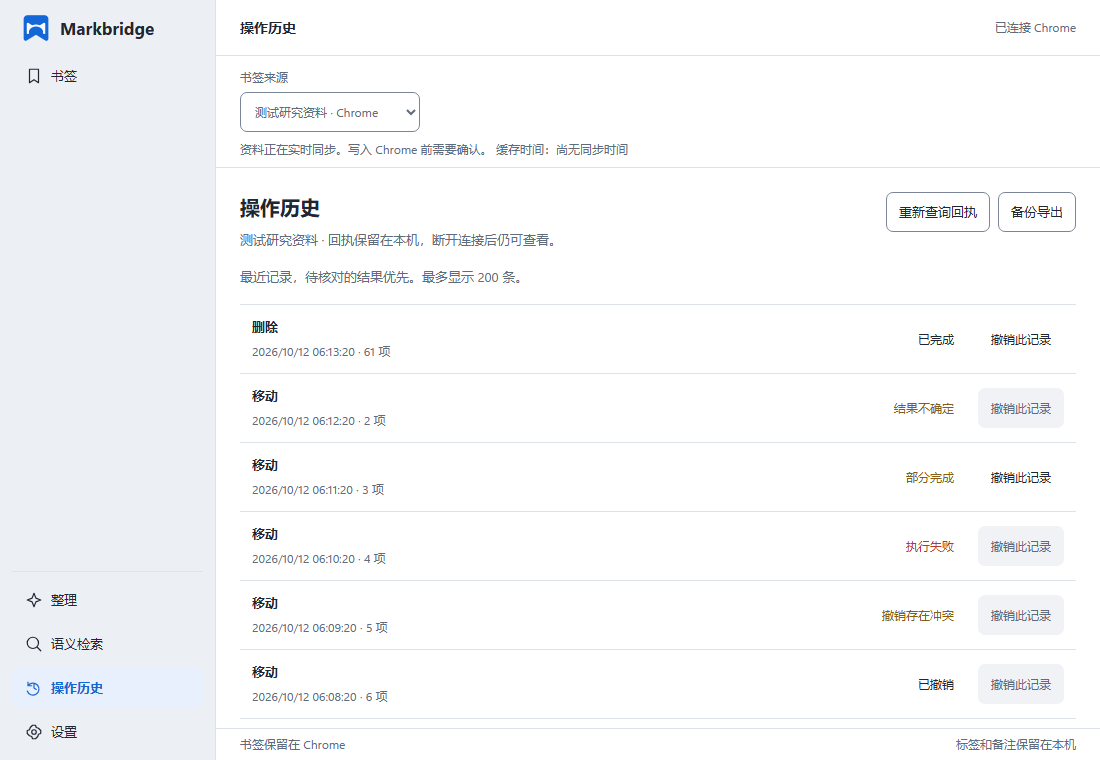 Markbridge
书签
整理
语义检索
操作历史
设置
操作历史
已连接 Chrome
书签来源
测试研究资料 · Chrome
资料正在实时同步。写入 Chrome 前需要确认。 缓存时间：尚无同步时间
操作历史
重新查询回执
备份导出
测试研究资料 · 回执保留在本机，断开连接后仍可查看。
最近记录，待核对的结果优先。最多显示 200 条。
删除
2026/10/12 06:13:20 · 61 项
已完成
撤销此记录
移动
2026/10/12 06:12:20 · 2 项
结果不确定
撤销此记录
移动
2026/10/12 06:11:20 · 3 项
部分完成
撤销此记录
移动
2026/10/12 06:10:20 · 4 项
执行失败
撤销此记录
移动
2026/10/12 06:09:20 · 5 项
撤销存在冲突
撤销此记录
移动
2026/10/12 06:08:20 · 6 项
已撤销
撤销此记录
书签保留在 Chrome
标签和备注保留在本机